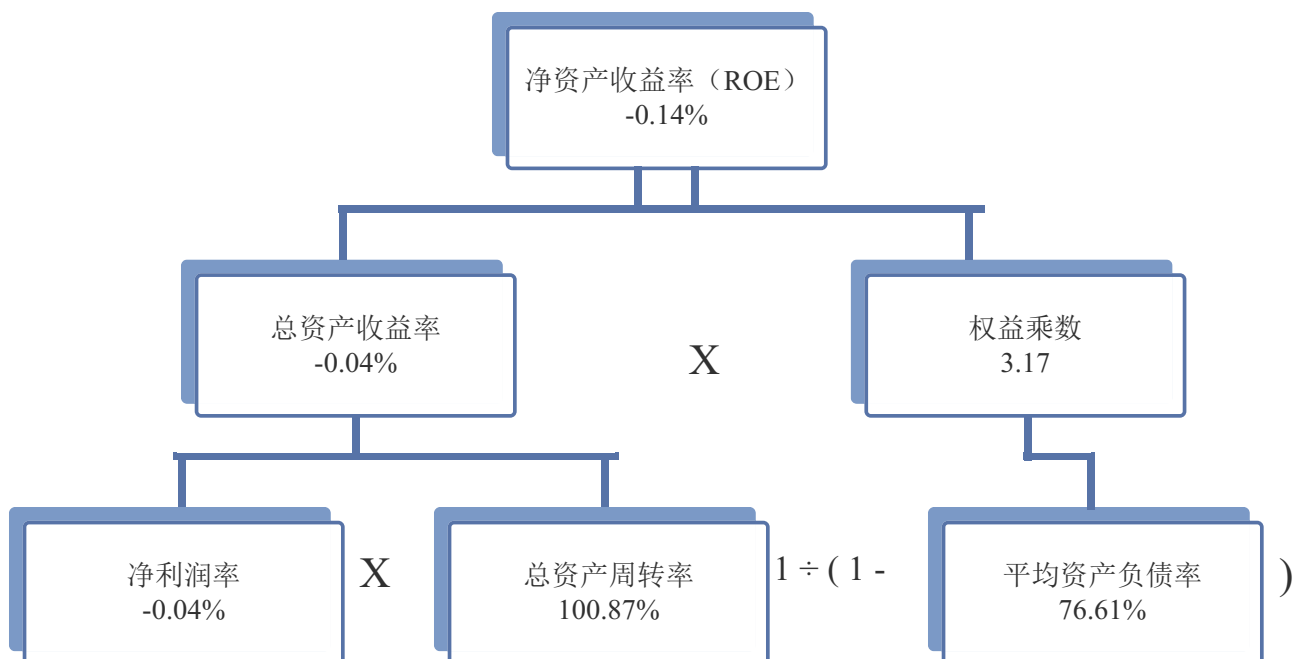 净资产收益率（ROE）
-0.14%
总资产收益率
-0.04%
X
权益乘数
3.17
净利润率
-0.04%
X
总资产周转率
100.87%
1 ÷ ( 1 -
平均资产负债率
76.61%
)